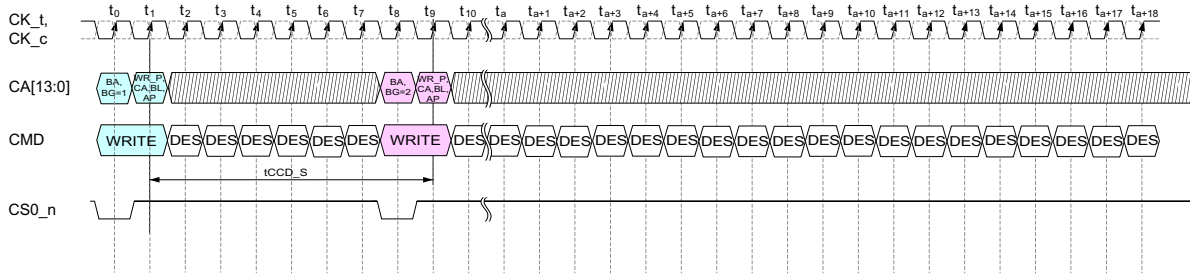 CK_t,
CK_c
t0 t1 t2 t3 t4 t5 t6 t7 t8 t9 t10 ta ta+1 ta+2 ta+3 ta+4 ta+5 ta+6 ta+7 ta+8 ta+9 ta+10 ta+11 ta+12 ta+13 ta+14 ta+15 ta+16 ta+17 ta+18
CA[13:0]
BA,
BG=1
WR_P,
CA,BL,
AP
BA,
BG=2
WR_P,
CA,BL,
AP
CMD
WRITE DES DES DES DES DES DES WRITE DES DES DES DES DES DES DES DES DES DES DES DES DES DES DES DES DES DES DES DES
tCCD_S
CS0_n